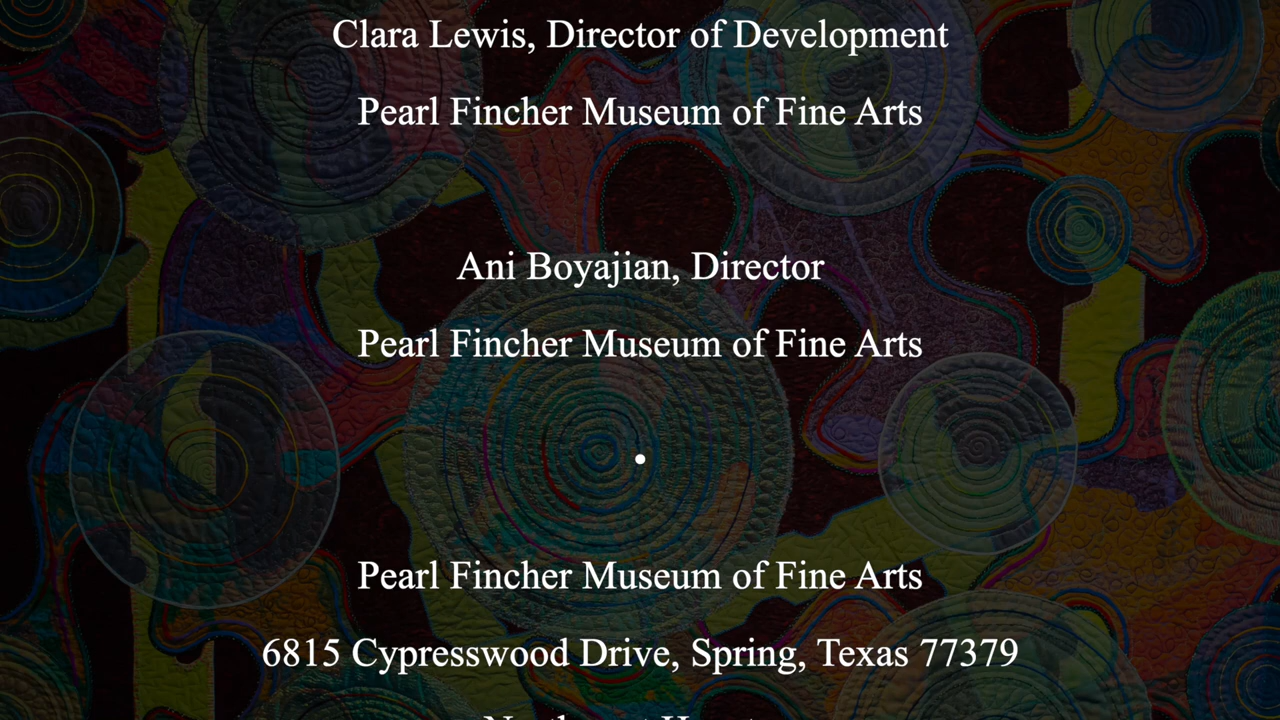 Clara Lewis, Director of Development
Pearl Fincher Museum of Fine Arts
Ani Boyajian, Director
Pearl Fincher Museum of Fine Arts
Pearl Fincher Museum of Fine Arts
6815 Cypresswood Drive, Spring, Texas 77379